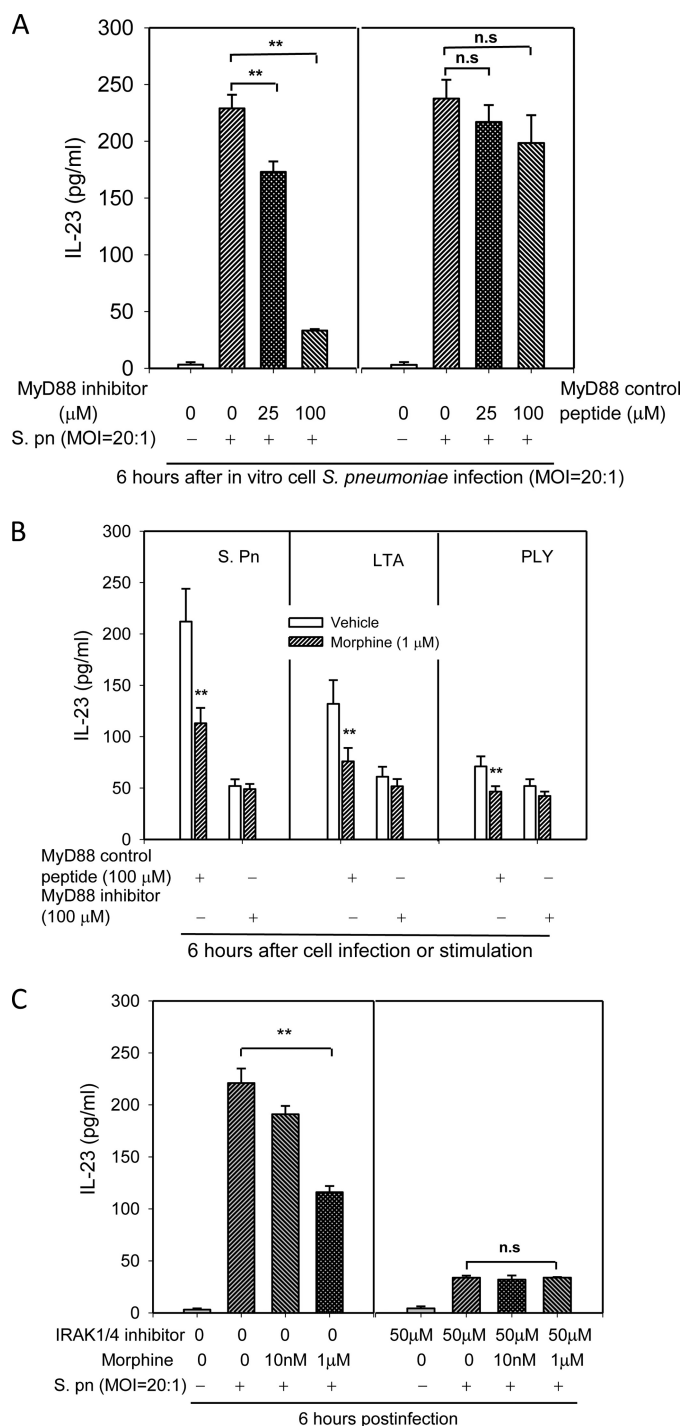 A
300
** n.s
** n.s
250
200
150
100
50
0
IL-23 (pg/ml)
MyD88 inhibitor MyD88 control
(μM) 0 0 25 100 0 0 25 100 peptide (μM)
S. pn (MOI=20:1) − + + + − + + +
6 hours after in vitro cell S. pneumoniae infection (MOI=20:1)
B
300
S. Pn LTA PLY
250
Vehicle
200
Morphine (1 μM)
150
** ** **
100
50
0
IL-23 (pg/ml)
MyD88 control
peptide (100 μM) + − + − + −
MyD88 inhibitor
(100 μM) − + − + − +
6 hours after cell infection or stimulation
C
300
**
250
200
150
100
n.s
50
0
IL-23 (pg/ml)
IRAK1/4 inhibitor 0 0 0 0 50μM 50μM 50μM 50μM
Morphine 0 0 10nM 1μM 0 0 10nM 1μM
S. pn (MOI=20:1) − + + + − + + +
6 hours postinfection